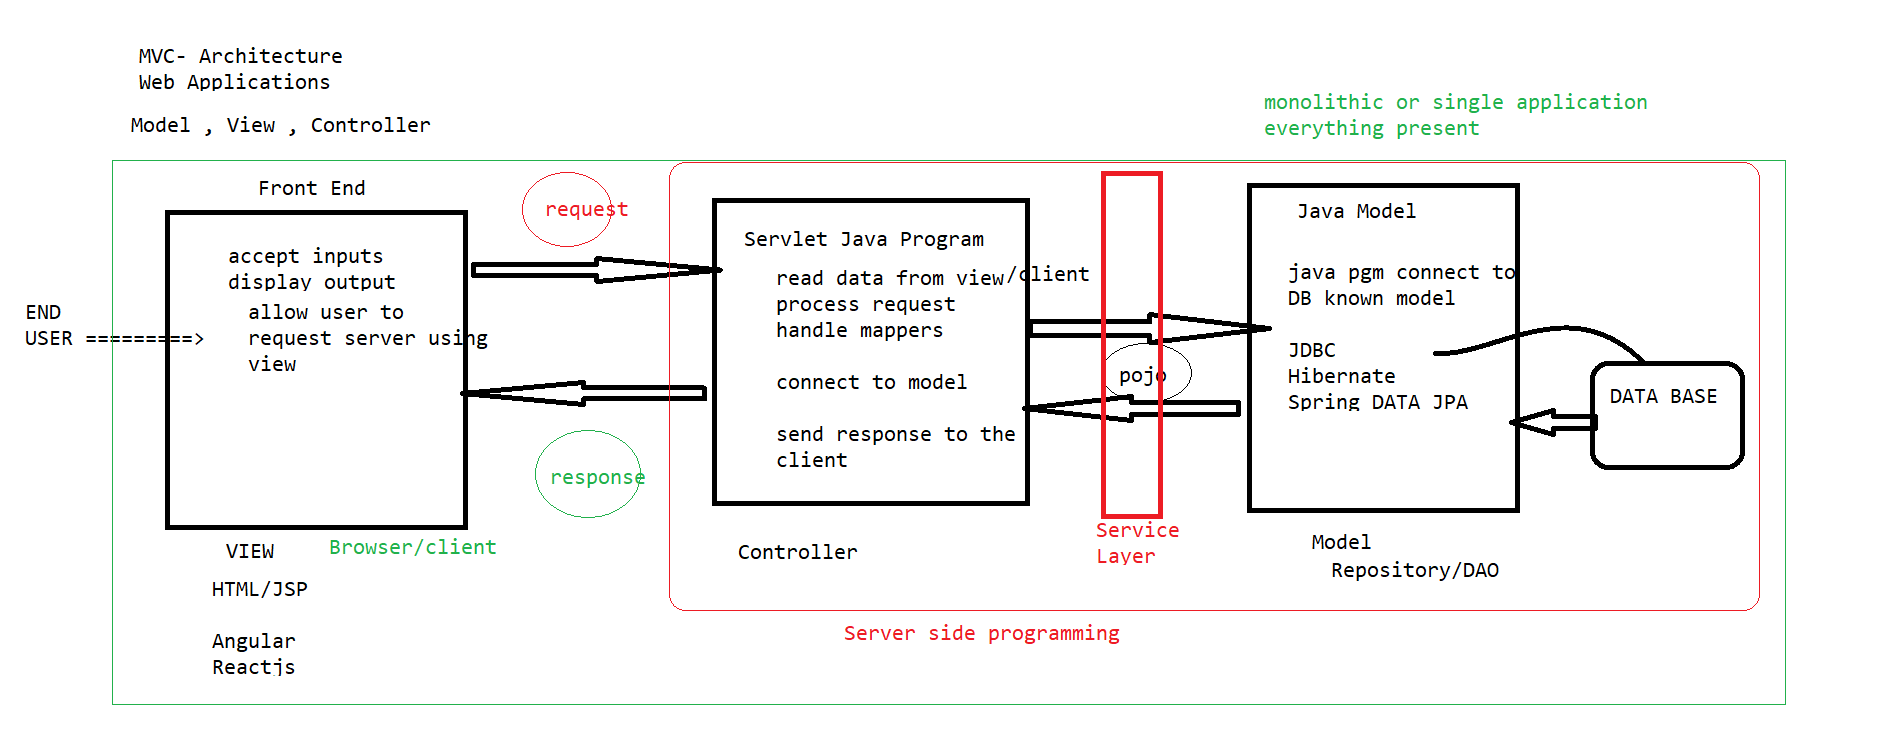 MVC- Architecture
Web Applications
Model , View , Controller
monolithic or single application
everything present
Front End
request
accept inputs
display output
allow user to
request server using
view
END
USER =========>
response
VIEW
Browser/client
HTML/JSP
Angular
Reactjs
Servlet Java Program
read data from view/client
process request
handle mappers
connect to model
send response to the
client
Controller
pojo
Service
Layer
Java Model
java pgm connect to
DB known model
JDBC
Hibernate
Spring DATA JPA
DATA BASE
Model
Repository/DAO
Server side programming